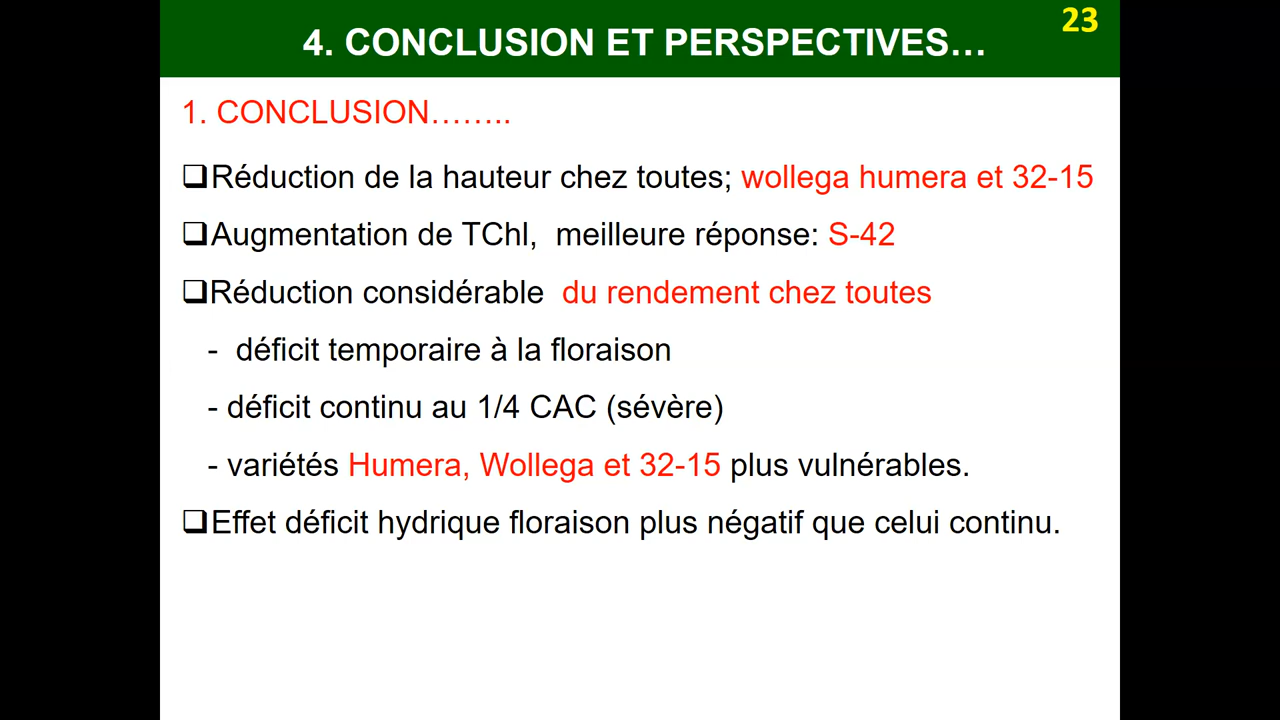 23
4. CONCLUSION ET PERSPECTIVES…
1. CONCLUSION……..
❑Réduction de la hauteur chez toutes; wollega humera et 32-15
❑Augmentation de TChl, meilleure réponse: S-42
❑Réduction considérable du rendement chez toutes
- déficit temporaire à la floraison
- déficit continu au 1/4 CAC (sévère)
- variétés Humera, Wollega et 32-15 plus vulnérables.
❑Effet déficit hydrique floraison plus négatif que celui continu.